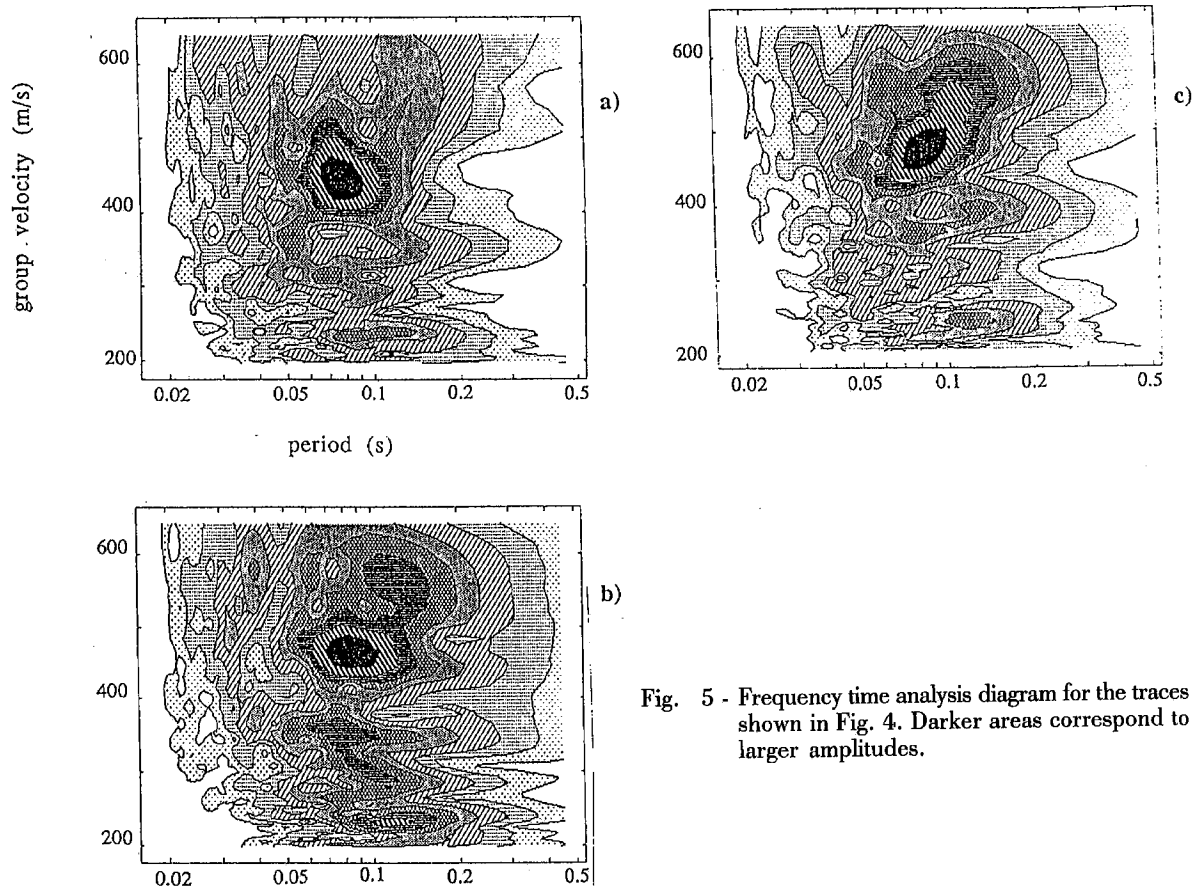 group velocity (m/s)
600
400
200
0.02 0.05 0.1 0.2 0.5
period (s)
a)
600
400
200
0.02 0.05 0.1 0.2 0.5
c)
600
400
200
0.02 0.05 0.1 0.2 0.5
b)
Fig. 5 - Frequency time analysis diagram for the traces
shown in Fig. 4. Darker areas correspond to
larger amplitudes.